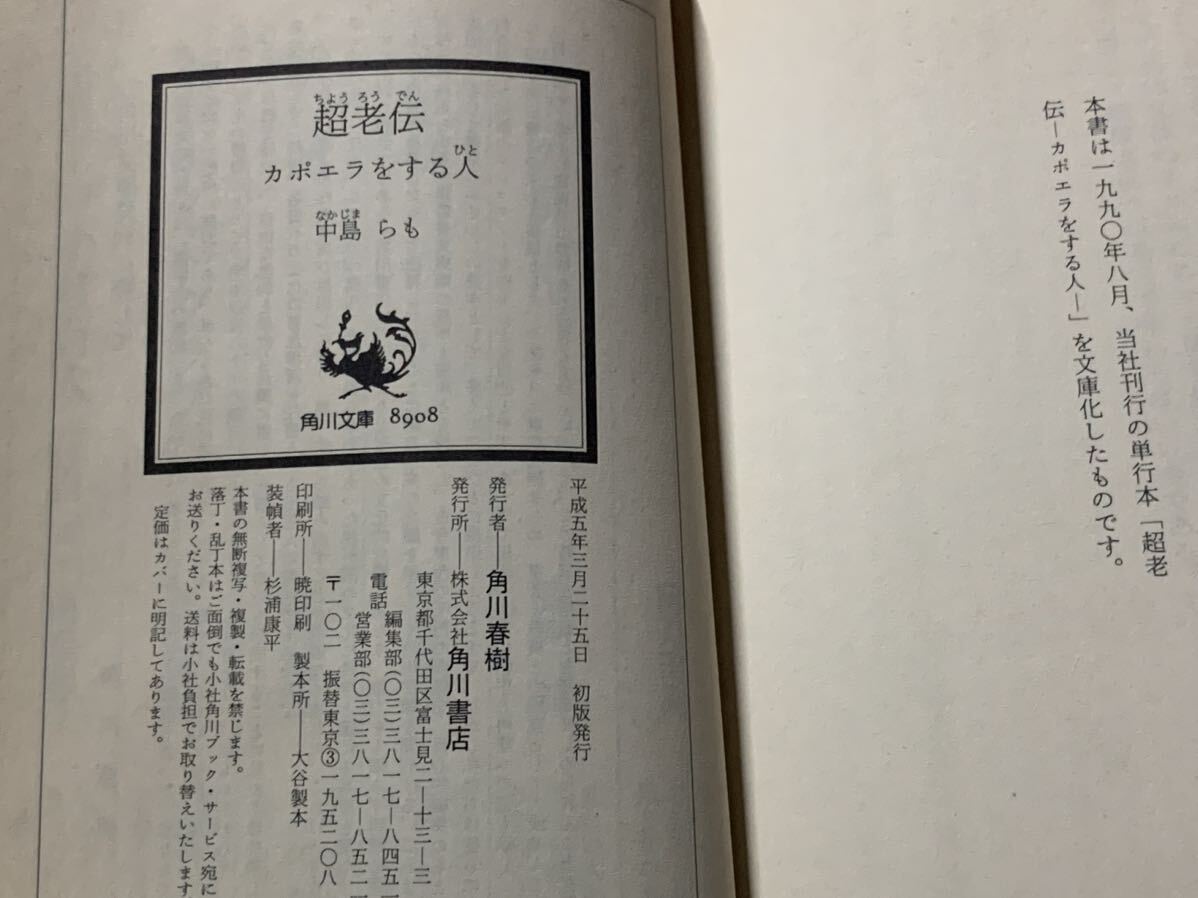 本書は一九九〇年八月、当社刊行の単行本「超老
伝―カポエラをする人―」を文庫化したものです。
ちょう ろう でん
超老伝
ひと
カポエラをする人
なかじま
中島 らも
角川文庫 8908
平成五年三月二十五日 初版発行
発行者――角川春樹
発行所――株式会社角川書店
東京都千代田区富士見二―十三―三
電話 編集部(〇三)三八一七―八四五一
営業部(〇三)三八一七―八五二一
〒一〇二 振替東京③一九五二〇八
印刷所――暁印刷 製本所――大谷製本
装幀者――杉浦康平
本書の無断複写・複製・転載を禁じます。
落丁・乱丁本はご面倒でも小社角川ブック・サービス宛に
お送りください。送料は小社負担でお取り替えいたします
定価はカバーに明記してあります。